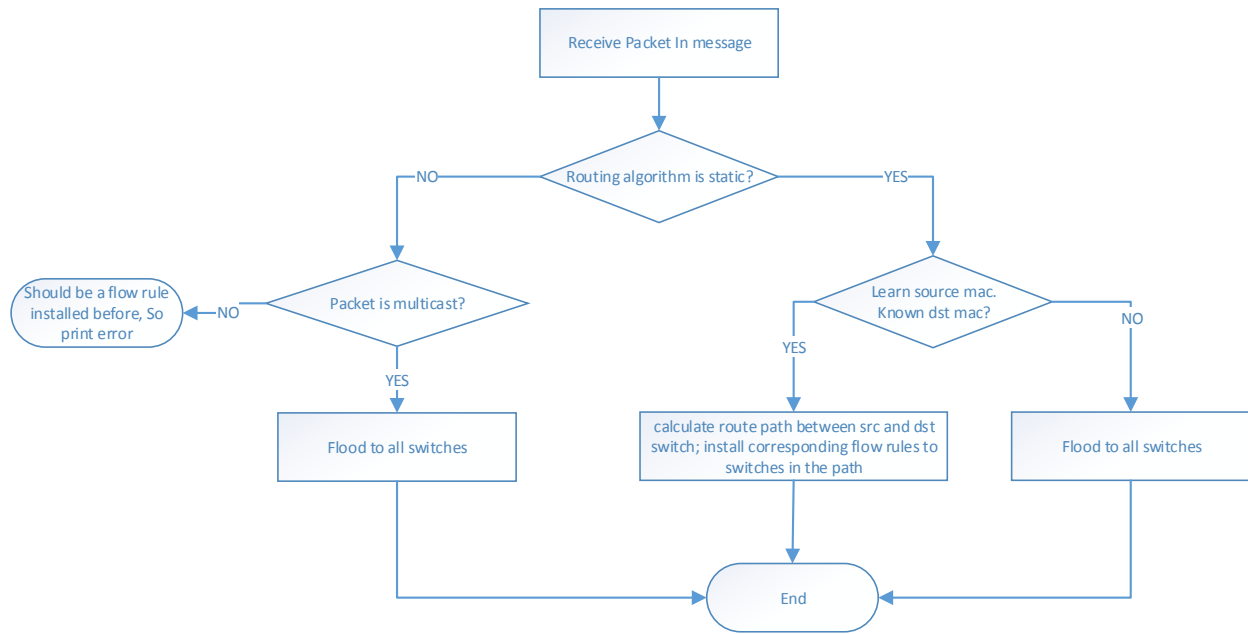 Receive Packet In message
Routing algorithm is static?
NO
YES
Packet is multicast?
Should be a flow rule
installed before, So
print error
NO
YES
Learn source mac.
Known dst mac?
YES
NO
Flood to all switches
calculate route path between src and dst
switch; install corresponding flow rules to
switches in the path
Flood to all switches
End